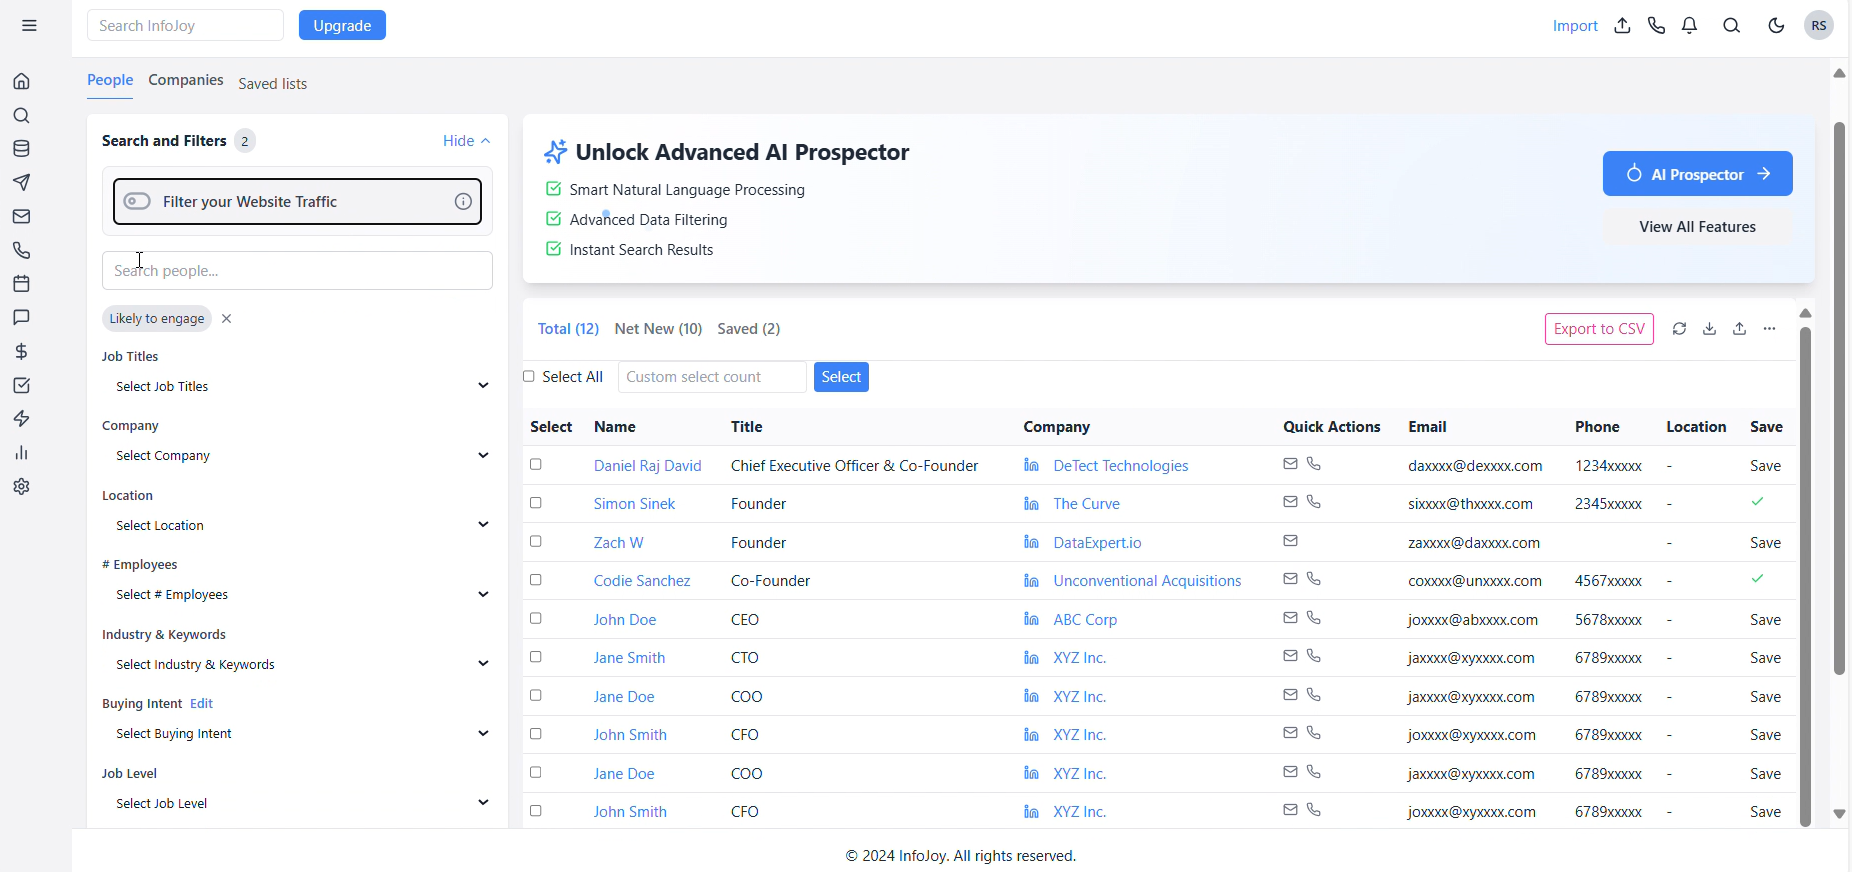 Search InfoJoy
Upgrade
Import
RS
People Companies Saved lists
Search and Filters 2
Hide
Filter your Website Traffic
Search people...
Likely to engage
Job Titles
Select Job Titles
Company
Select Company
Location
Select Location
# Employees
Select # Employees
Industry & Keywords
Select Industry & Keywords
Buying Intent Edit
Select Buying Intent
Job Level
Select Job Level
Unlock Advanced AI Prospector
Smart Natural Language Processing
Advanced Data Filtering
Instant Search Results
AI Prospector
View All Features
Total (12) Net New (10) Saved (2)
Export to CSV
Select All Custom select count Select
Select Name Title Company Quick Actions Email Phone Location Save
Daniel Raj David Chief Executive Officer & Co-Founder in DeTect Technologies daxxxx@dexxxx.com 1234xxxxx - Save
Simon Sinek Founder in The Curve sixxxx@thxxxx.com 2345xxxxx -
Zach W Founder in DataExpert.io zaxxxx@daxxxx.com - Save
Codie Sanchez Co-Founder in Unconventional Acquisitions coxxxx@unxxxx.com 4567xxxxx -
John Doe CEO in ABC Corp joxxxx@abxxxx.com 5678xxxxx - Save
Jane Smith CTO in XYZ Inc. jaxxxx@xyxxxx.com 6789xxxxx - Save
Jane Doe COO in XYZ Inc. jaxxxx@xyxxxx.com 6789xxxxx - Save
John Smith CFO in XYZ Inc. joxxxx@xyxxxx.com 6789xxxxx - Save
Jane Doe COO in XYZ Inc. jaxxxx@xyxxxx.com 6789xxxxx - Save
John Smith CFO in XYZ Inc. joxxxx@xyxxxx.com 6789xxxxx - Save
© 2024 InfoJoy. All rights reserved.